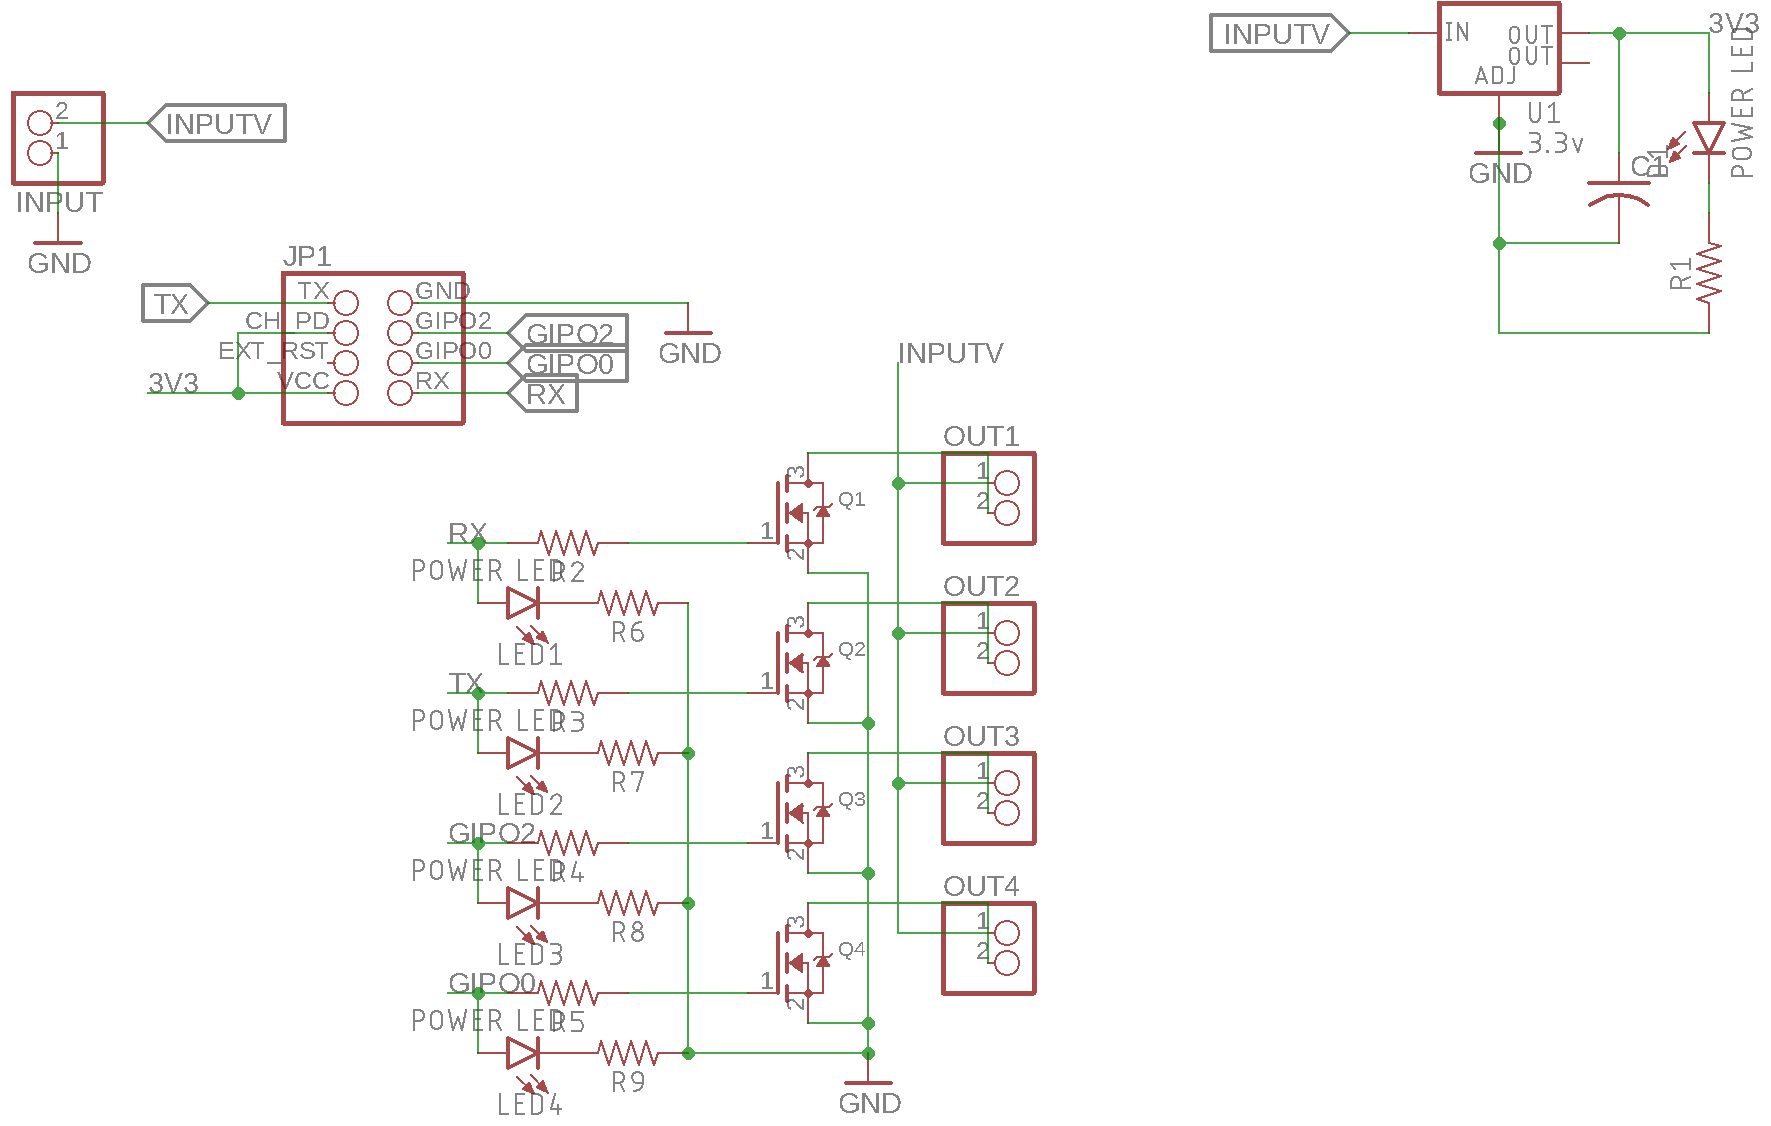 INPUTV
IN
OUT
OUT
ADJ
3V3
POWER LED
U1
3.3v
GND
C1
R1
2
1
INPUTV
INPUT
GND
JP1
TX
TX
GND
CH_PD
GIPO2
GIPO2
EXT_RST
GIPO0
GIPO0
3V3
VCC
RX
RX
GND
INPUTV
OUT1
1
2
3
Q1
1
2
RX
POWER LED
R2
R6
LED1
OUT2
1
2
3
Q2
1
2
TX
POWER LED
R3
R7
LED2
OUT3
1
2
3
Q3
1
2
GIPO2
POWER LED
R4
R8
LED3
OUT4
1
2
3
Q4
1
2
GIPO0
POWER LED
R5
R9
LED4
GND